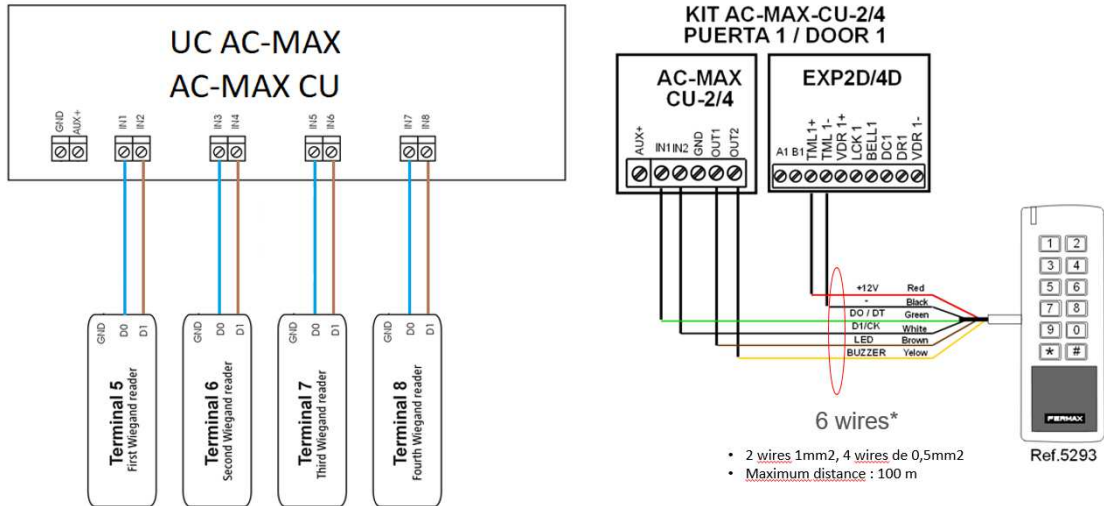 UC AC-MAX
AC-MAX CU
GND
AUX+
IN1
IN2
IN3
IN4
IN5
IN6
IN7
IN8
GND
D0
D1
Terminal 5
First Wiegand reader
GND
D0
D1
Terminal 6
Second Wiegand reader
GND
D0
D1
Terminal 7
Third Wiegand reader
GND
D0
D1
Terminal 8
Fourth Wiegand reader
KIT AC-MAX-CU-2/4
PUERTA 1 / DOOR 1
AC-MAX
CU-2/4
AUX+
IN1
IN2
GND
OUT1
OUT2
EXP2D/4D
A1
B1
TML1+
TML 1-
VDR 1+
LCK 1
BELL1
DC1
DR1
VDR 1-
+12V Red
- Black
DO / DT Green
D1/CK White
LED Brown
BUZZER Yelow
1 2
3 4
5 6
7 8
9 0
* #
FERMAX
Ref.5293
6 wires*
• 2 wires 1mm2, 4 wires de 0,5mm2
• Maximum distance : 100 m